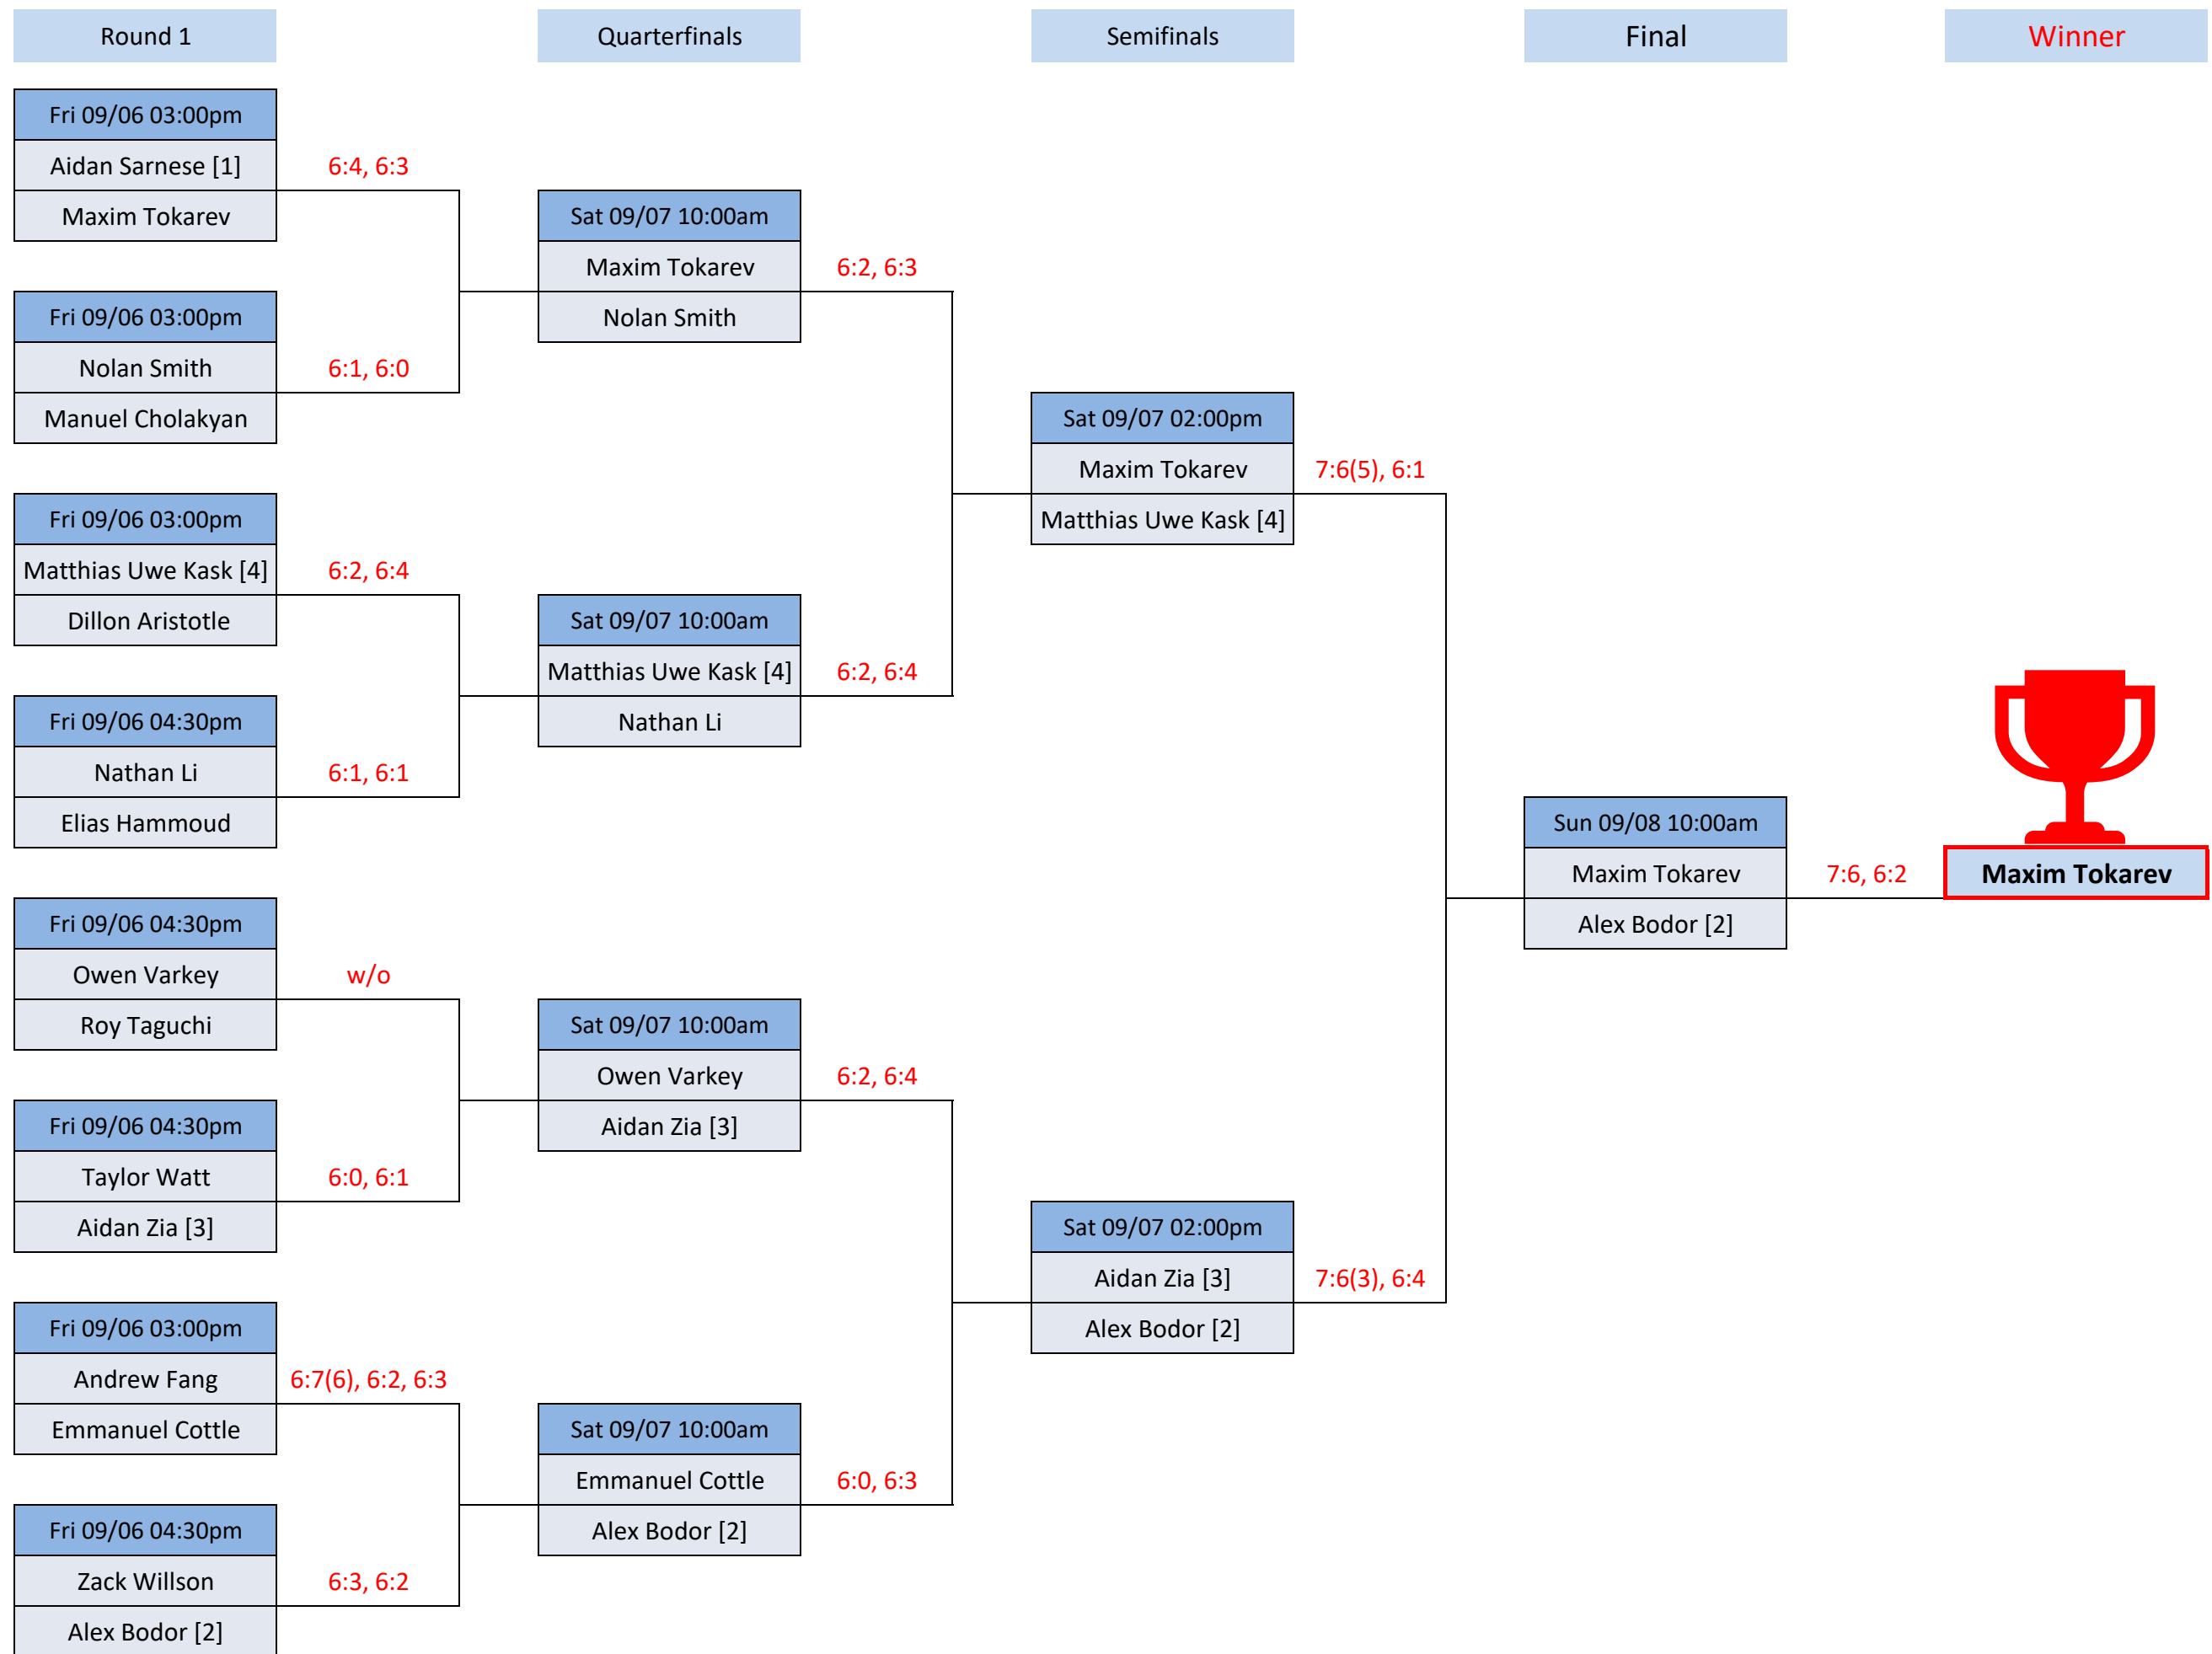 Round 1
Quarterfinals
Semifinals
Final
Winner
Fri 09/06 03:00pm
Aidan Sarnese [1]
6:4, 6:3
Maxim Tokarev
Fri 09/06 03:00pm
Nolan Smith
6:1, 6:0
Manuel Cholakyan
Fri 09/06 03:00pm
Matthias Uwe Kask [4]
6:2, 6:4
Dillon Aristotle
Fri 09/06 04:30pm
Nathan Li
6:1, 6:1
Elias Hammoud
Fri 09/06 04:30pm
Owen Varkey
w/o
Roy Taguchi
Fri 09/06 04:30pm
Taylor Watt
6:0, 6:1
Aidan Zia [3]
Fri 09/06 03:00pm
Andrew Fang
6:7(6), 6:2, 6:3
Emmanuel Cottle
Fri 09/06 04:30pm
Zack Willson
6:3, 6:2
Alex Bodor [2]
Sat 09/07 10:00am
Maxim Tokarev
6:2, 6:3
Nolan Smith
Sat 09/07 10:00am
Matthias Uwe Kask [4]
6:2, 6:4
Nathan Li
Sat 09/07 10:00am
Owen Varkey
6:2, 6:4
Aidan Zia [3]
Sat 09/07 10:00am
Emmanuel Cottle
6:0, 6:3
Alex Bodor [2]
Sat 09/07 02:00pm
Maxim Tokarev
7:6(5), 6:1
Matthias Uwe Kask [4]
Sat 09/07 02:00pm
Aidan Zia [3]
7:6(3), 6:4
Alex Bodor [2]
Sun 09/08 10:00am
Maxim Tokarev
7:6, 6:2
Alex Bodor [2]
Maxim Tokarev